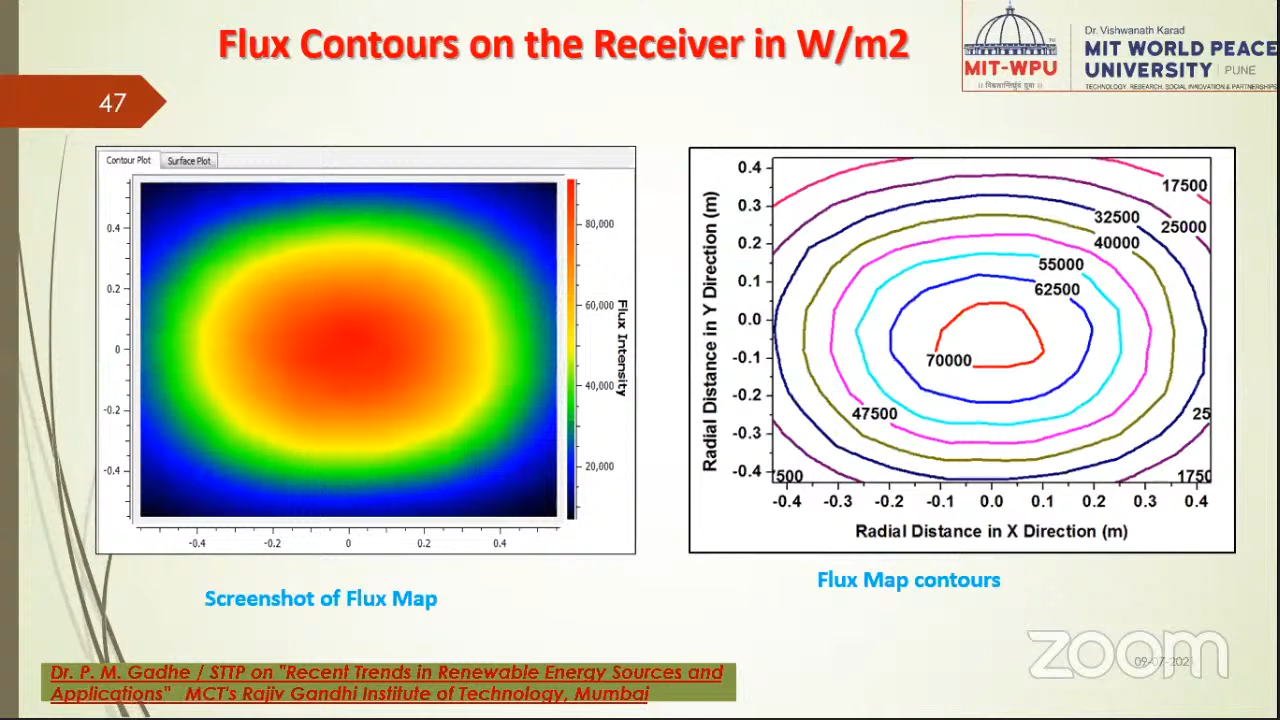 Flux Contours on the Receiver in W/m2
MIT-WPU
|| विश्वशान्तिर्ध्रुवं ध्रुवा ||
Dr. Vishwanath Karad
MIT WORLD PEACE
UNIVERSITY | PUNE
TECHNOLOGY, RESEARCH, SOCIAL INNOVATION & PARTNERSHIPS
47
Contour Plot
Surface Plot
0.4
0.2
0
-0.2
-0.4
-0.4
-0.2
0
0.2
0.4
80,000
60,000
40,000
20,000
Flux Intensity
Screenshot of Flux Map
Radial Distance in Y Direction (m)
0.4
0.3
0.2
0.1
0.0
-0.1
-0.2
-0.3
-0.4
17500
32500
25000
40000
55000
62500
70000
47500
25
7500
1750
-0.4
-0.3
-0.2
-0.1
0.0
0.1
0.2
0.3
0.4
Radial Distance in X Direction (m)
Flux Map contours
Dr. P. M. Gadhe / STTP on "Recent Trends in Renewable Energy Sources and
Applications" MCT's Rajiv Gandhi Institute of Technology, Mumbai
zoom
09-07-2021